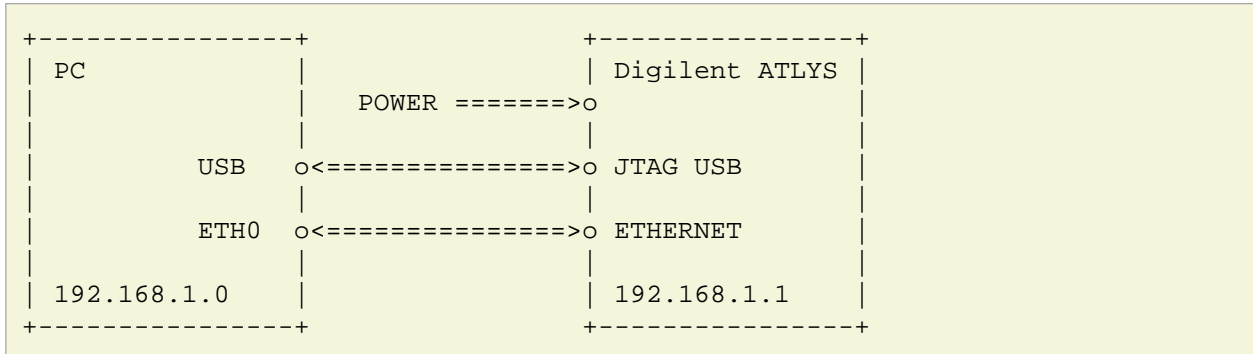 +----------------+ +----------------+
| PC | | Digilent ATLYS |
| | POWER =======>o |
| | | |
| USB o<===============>o JTAG USB |
| | | |
| ETH0 o<===============>o ETHERNET |
| | | |
| 192.168.1.0 | | 192.168.1.1 |
+----------------+ +----------------+